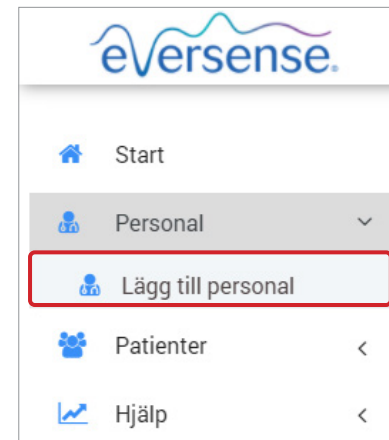 eversense.
Start
Personal
Lägg till personal
Patienter
Hjälp